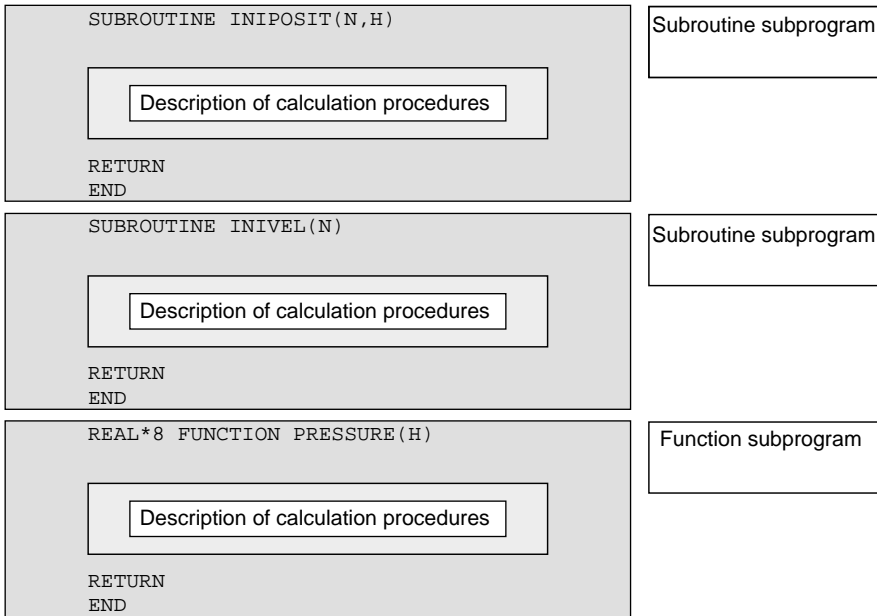 SUBROUTINE INIPOSIT(N,H)
Subroutine subprogram
Description of calculation procedures
RETURN
END
SUBROUTINE INIVEL(N)
Subroutine subprogram
Description of calculation procedures
RETURN
END
REAL*8 FUNCTION PRESSURE(H)
Function subprogram
Description of calculation procedures
RETURN
END